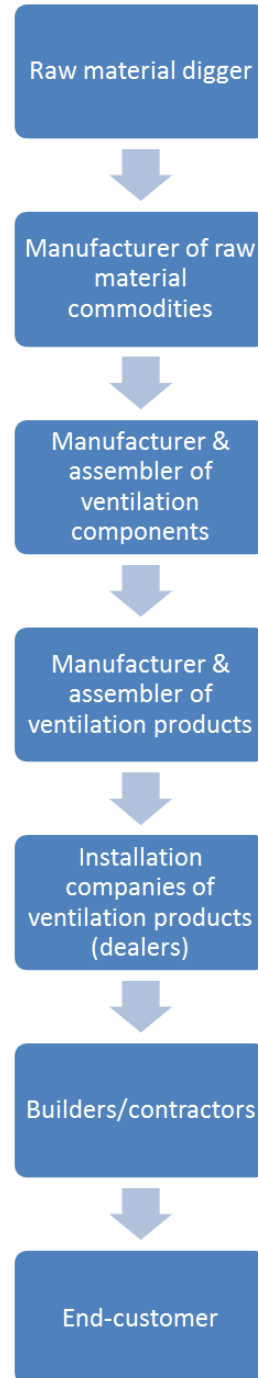 Raw material digger
Manufacturer of raw
material
commodities
Manufacturer &
assembler of
ventilation
components
Manufacturer &
assembler of
ventilation products
Installation
companies of
ventilation products
(dealers)
Builders/contractors
End-customer